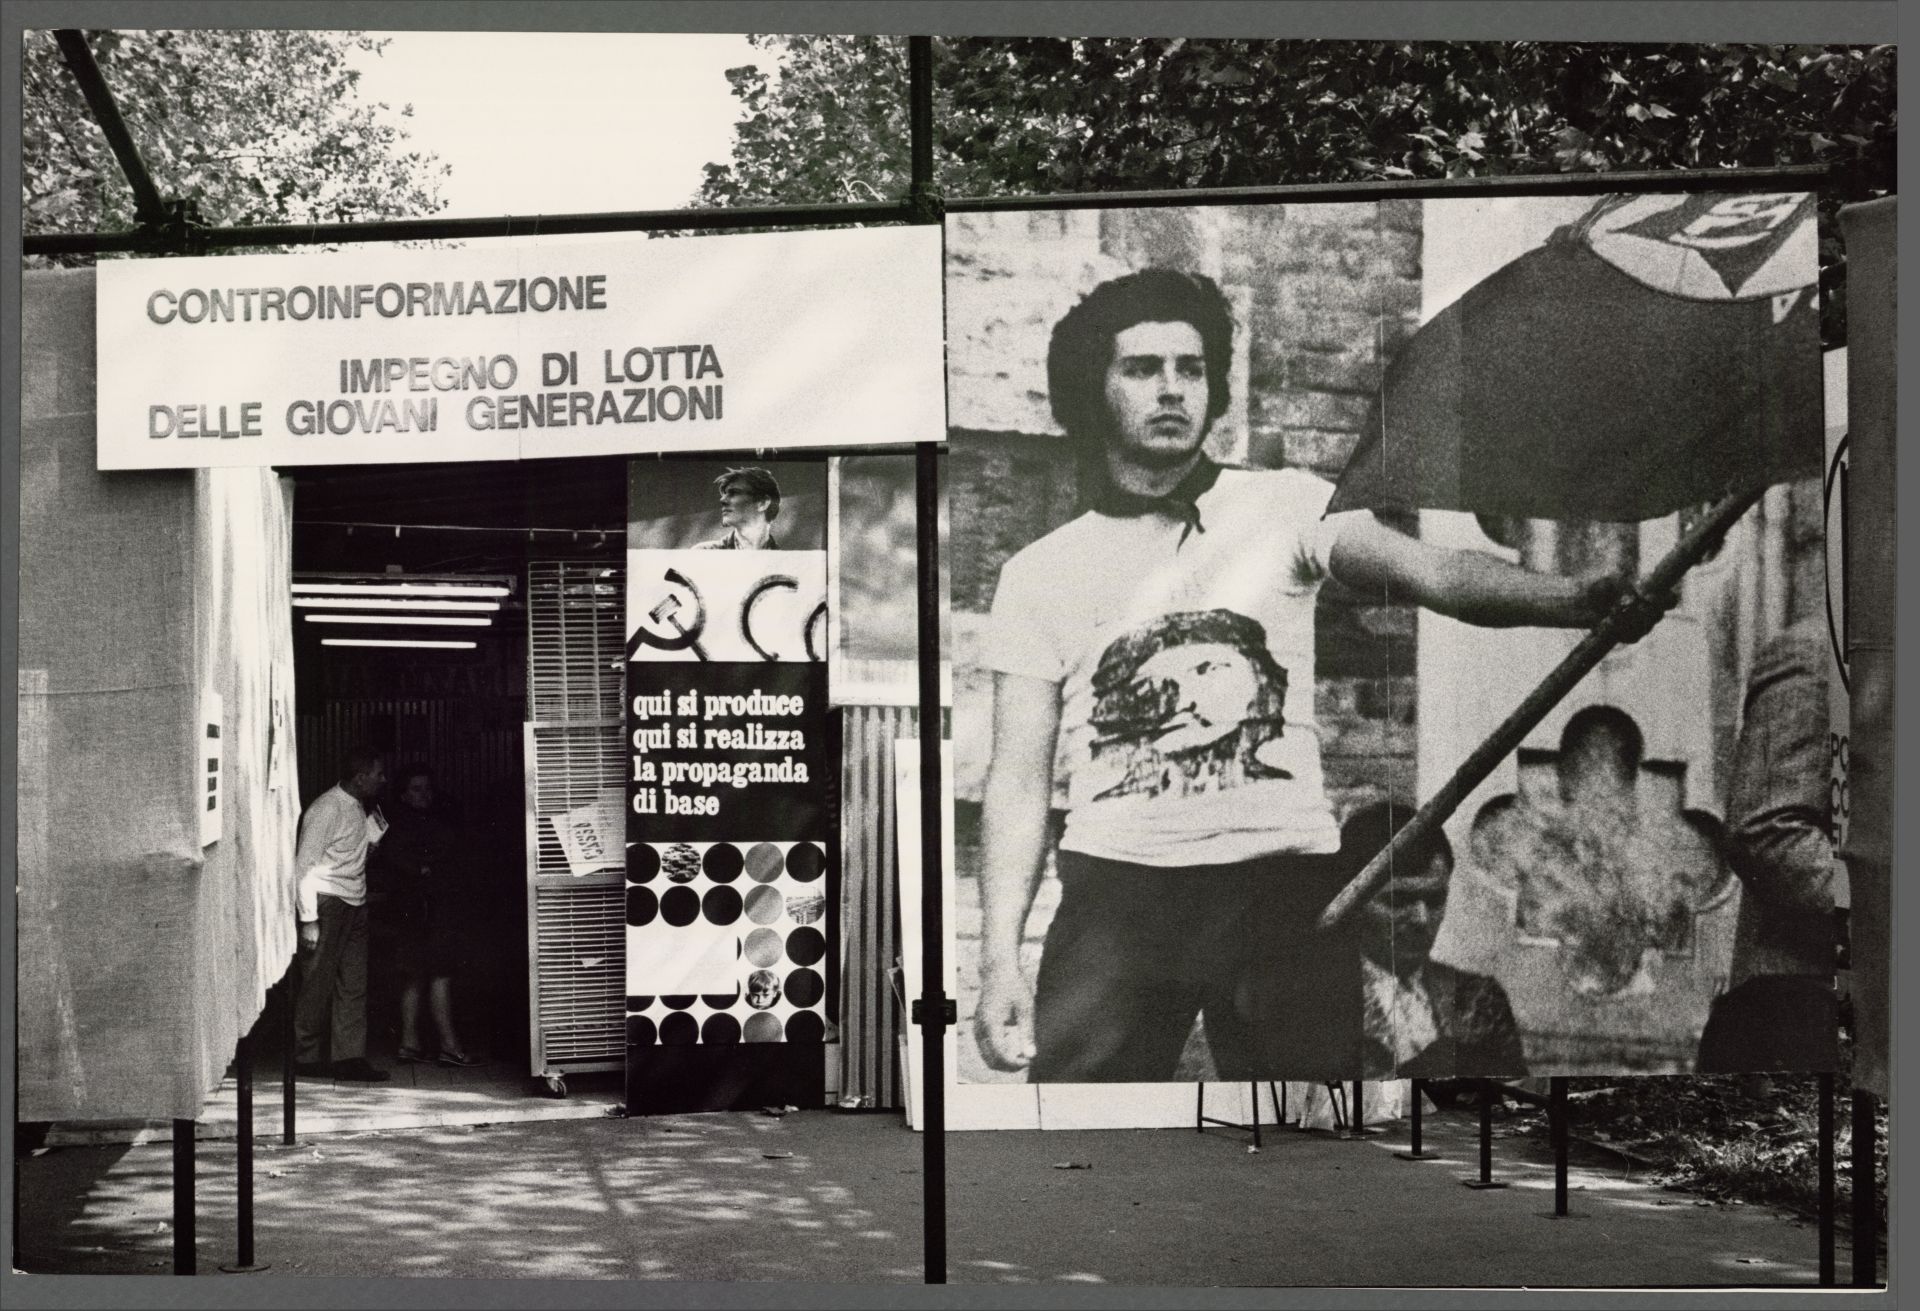 CONTROINFORMAZIONE
IMPEGNO DI LOTTA
DELLE GIOVANI GENERAZIONI
qui si produce
qui si realizza
la propaganda
di base